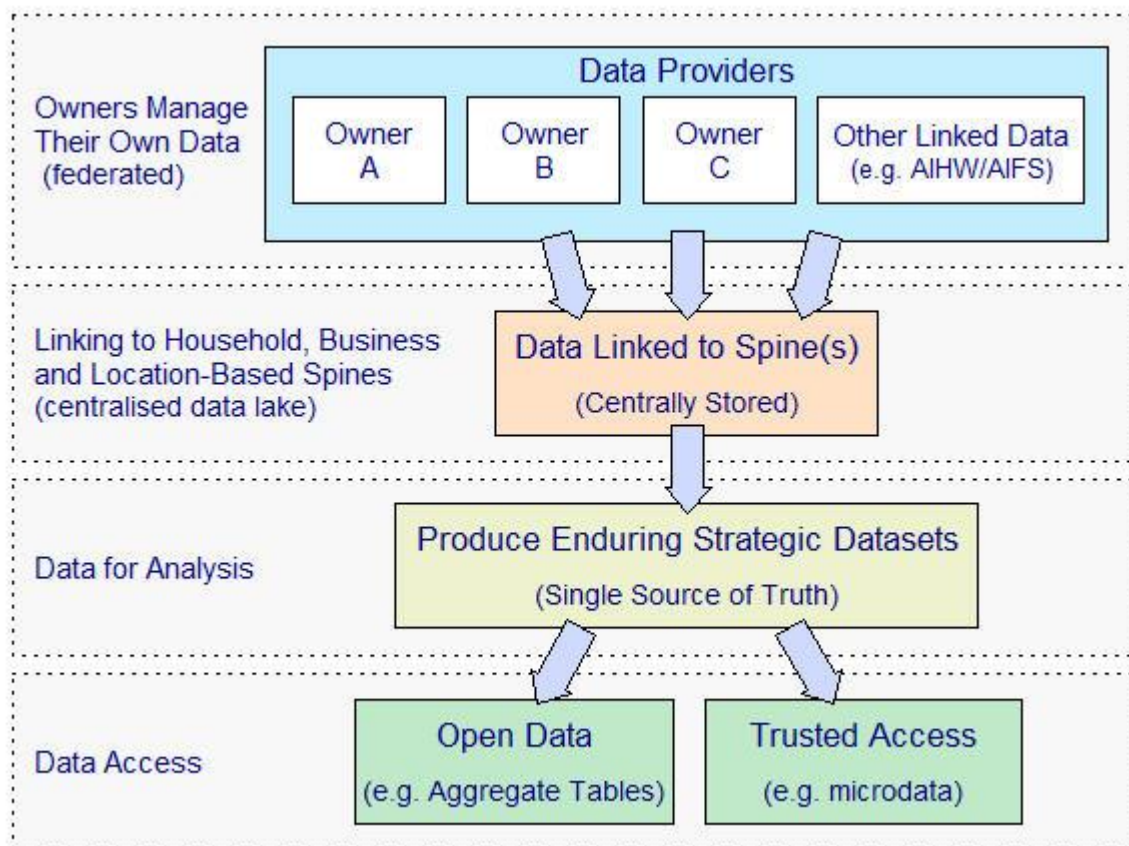 Data Providers
Owners Manage
Their Own Data
(federated)
Owner
A
Owner
B
Owner
C
Other Linked Data
(e.g. AIHW/AIFS)
Linking to Household, Business
and Location-Based Spines
(centralised data lake)
Data Linked to Spine(s)
(Centrally Stored)
Data for Analysis
Produce Enduring Strategic Datasets
(Single Source of Truth)
Data Access
Open Data
(e.g. Aggregate Tables)
Trusted Access
(e.g. microdata)